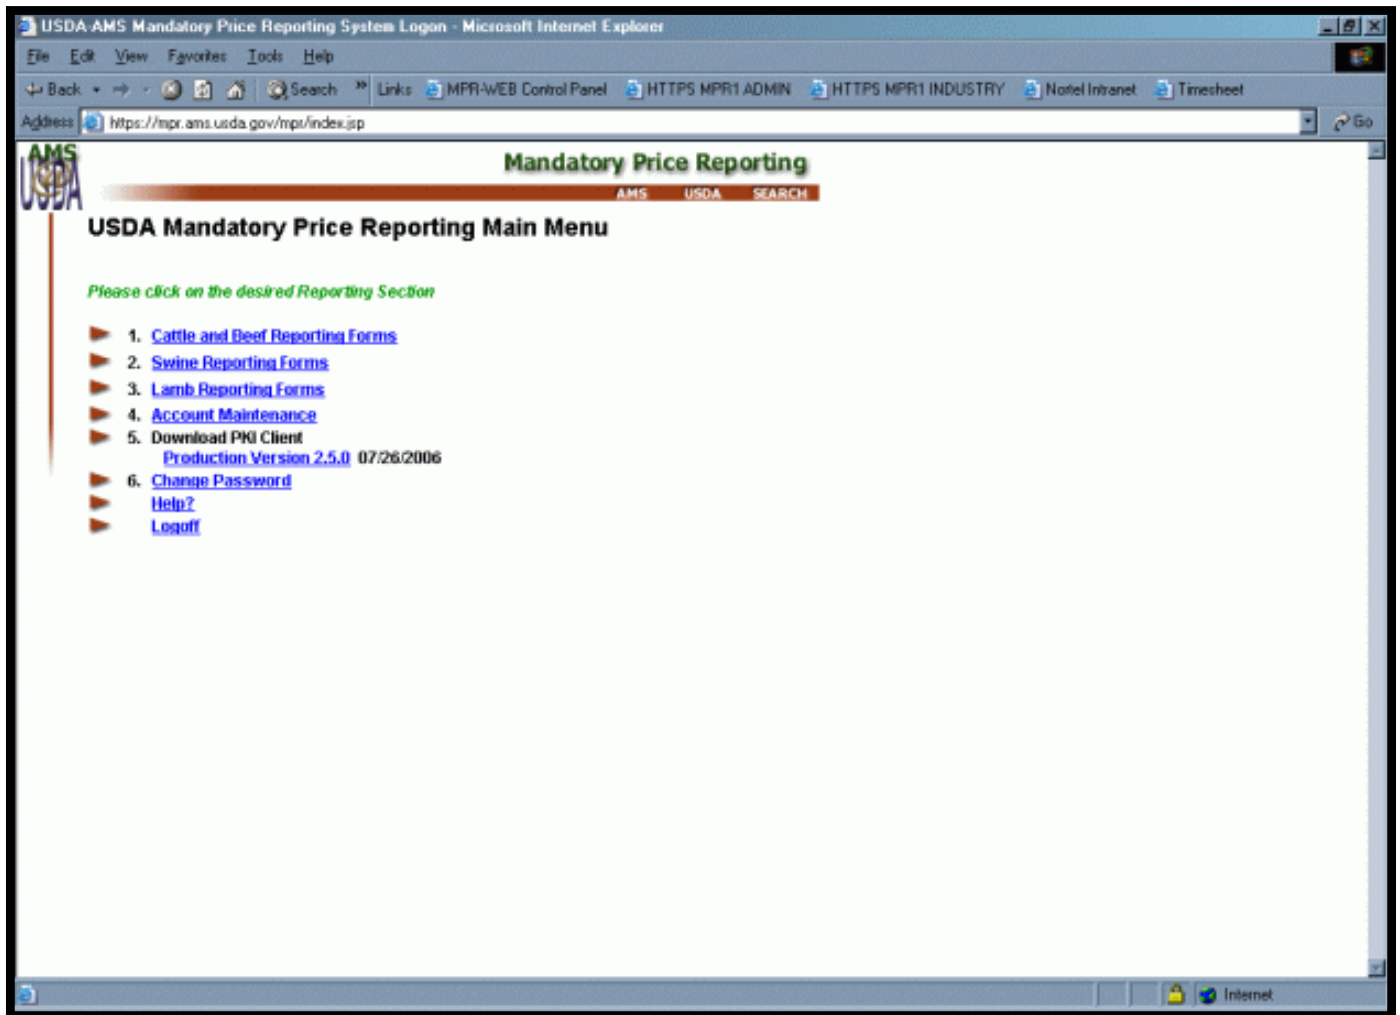 USDA-AMS Mandatory Price Reporting System Logon - Microsoft Internet Explorer
File Edit View Favorites Tools Help
Back Search » Links MPR-WEB Control Panel HTTPS MPR1 ADMIN HTTPS MPR1 INDUSTRY Nortel Intranet Timesheet
Address https://mpr.ams.usda.gov/mpr/index.jsp Go
AMS
USDA
Mandatory Price Reporting
AMS USDA SEARCH
USDA Mandatory Price Reporting Main Menu
Please click on the desired Reporting Section
1. Cattle and Beef Reporting Forms
2. Swine Reporting Forms
3. Lamb Reporting Forms
4. Account Maintenance
5. Download PKI Client
Production Version 2.5.0 07/26/2006
6. Change Password
Help?
Logoff
Internet